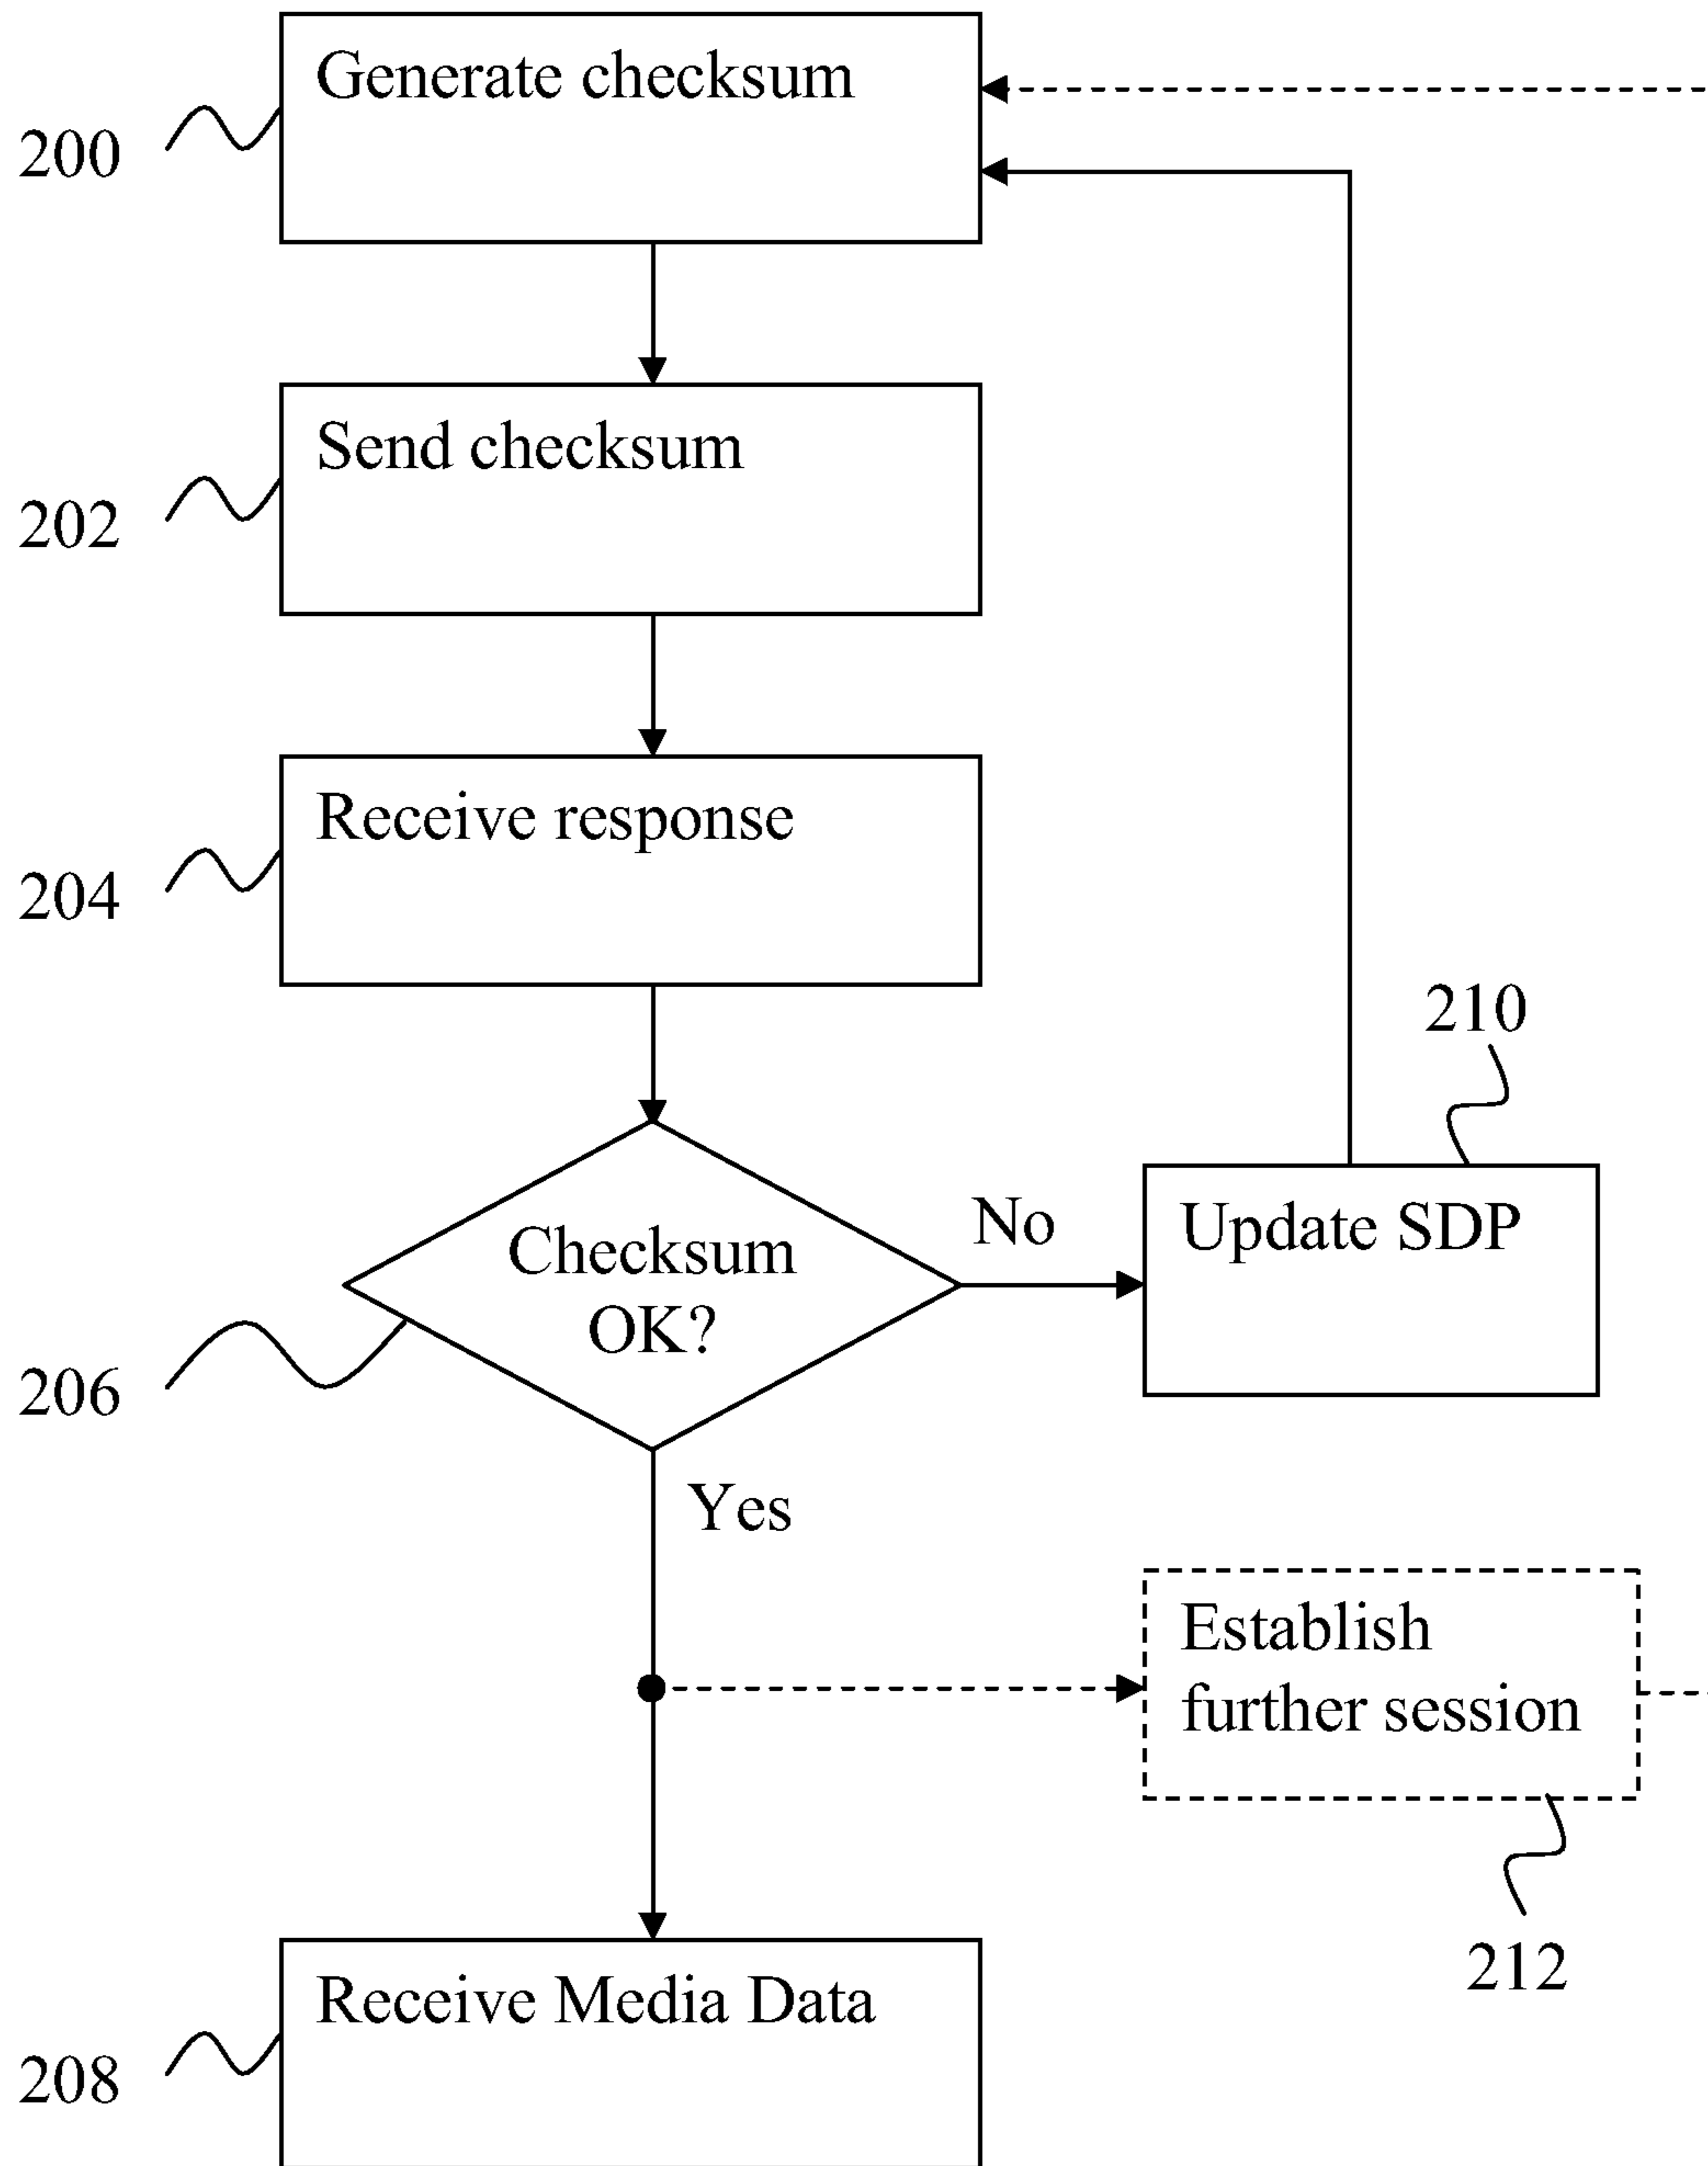 Generate checksum
200
Send checksum
202
Receive response
204
210
Checksum
OK?
No
Update SDP
206
Yes
Establish
further session
212
Receive Media Data
208